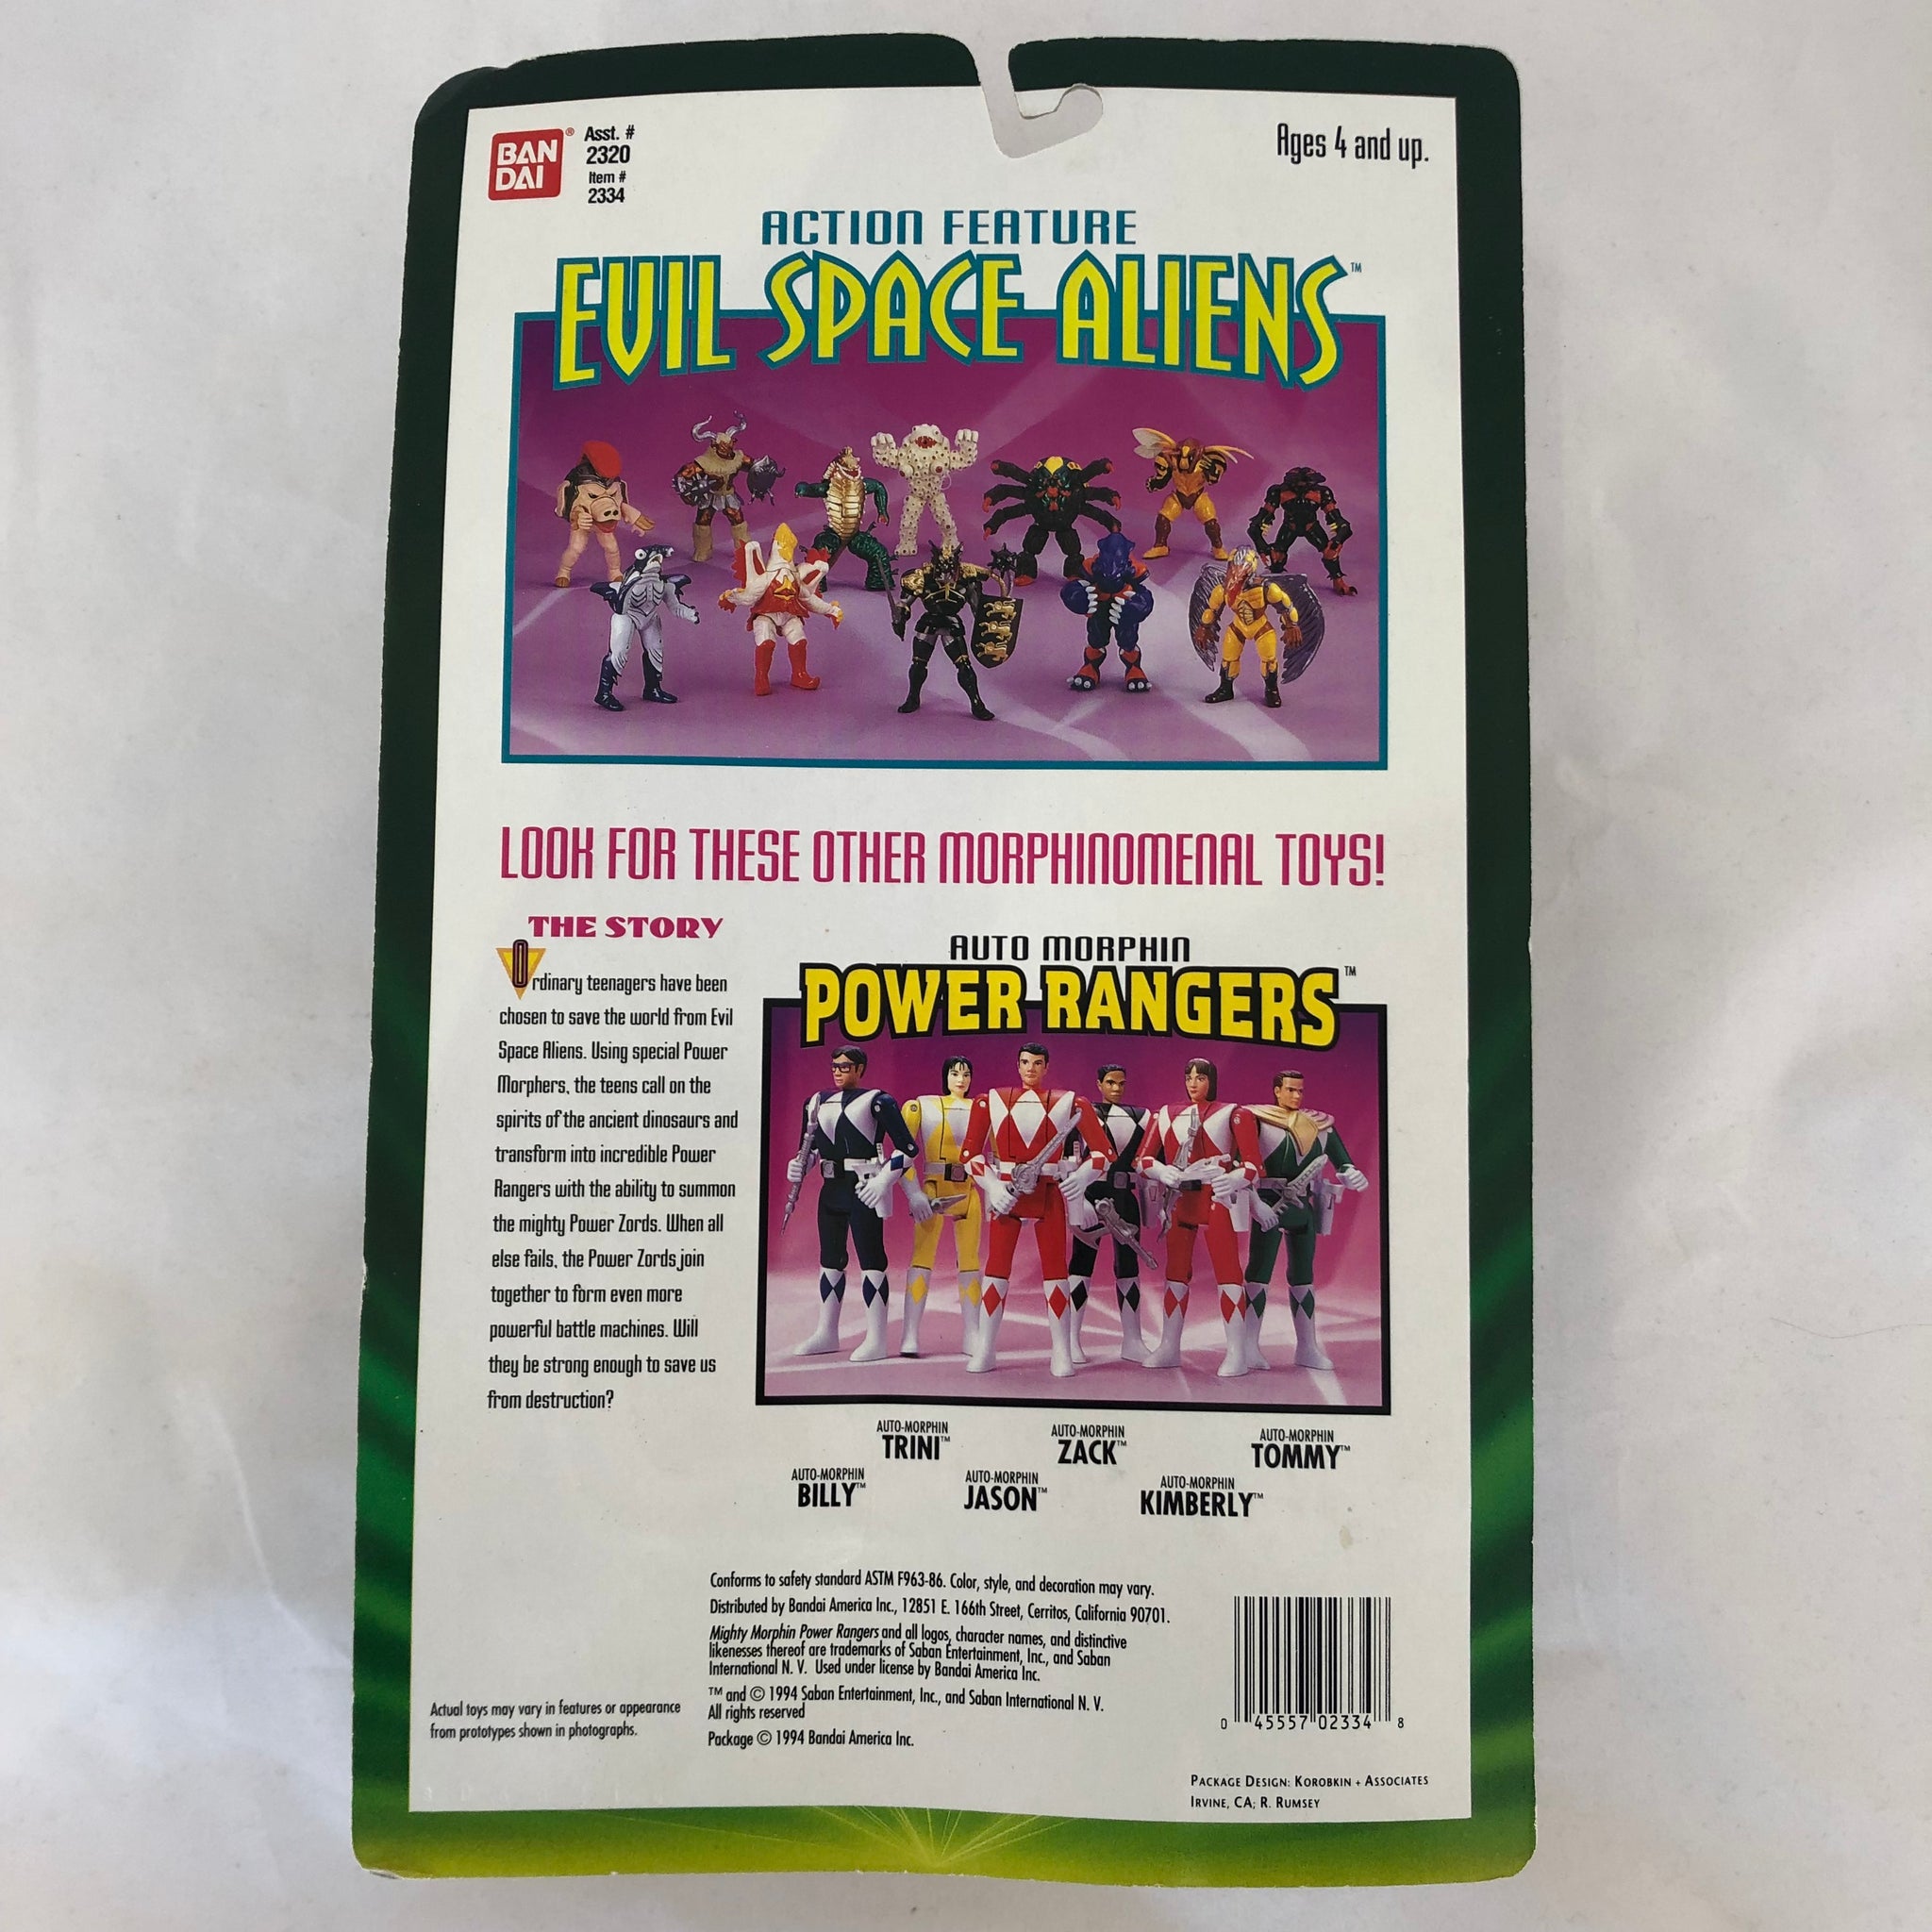 BAN
DAI
®
Asst. #
2320
Item #
2334
Ages 4 and up.
ACTION FEATURE
EVIL SPACE ALIENS™
LOOK FOR THESE OTHER MORPHINOMENAL TOYS!
THE STORY
Ordinary teenagers have been
chosen to save the world from Evil
Space Aliens. Using special Power
Morphers, the teens call on the
spirits of the ancient dinosaurs and
transform into incredible Power
Rangers with the ability to summon
the mighty Power Zords. When all
else fails, the Power Zords join
together to form even more
powerful battle machines. Will
they be strong enough to save us
from destruction?
AUTO MORPHIN
POWER RANGERS™
AUTO-MORPHIN
TRINI™
AUTO-MORPHIN
ZACK™
AUTO-MORPHIN
TOMMY™
AUTO-MORPHIN
BILLY™
AUTO-MORPHIN
JASON™
AUTO-MORPHIN
KIMBERLY™
Conforms to safety standard ASTM F963-86. Color, style, and decoration may vary.
Distributed by Bandai America Inc., 12851 E. 166th Street, Cerritos, California 90701.
Mighty Morphin Power Rangers and all logos, character names, and distinctive
likenesses thereof are trademarks of Saban Entertainment, Inc., and Saban
International N. V. Used under license by Bandai America Inc.
™ and © 1994 Saban Entertainment, Inc., and Saban International N. V.
All rights reserved
Package © 1994 Bandai America Inc.
Actual toys may vary in features or appearance
from prototypes shown in photographs.
0 45557 02334 8
PACKAGE DESIGN: KOROBKIN + ASSOCIATES
IRVINE, CA; R. RUMSEY